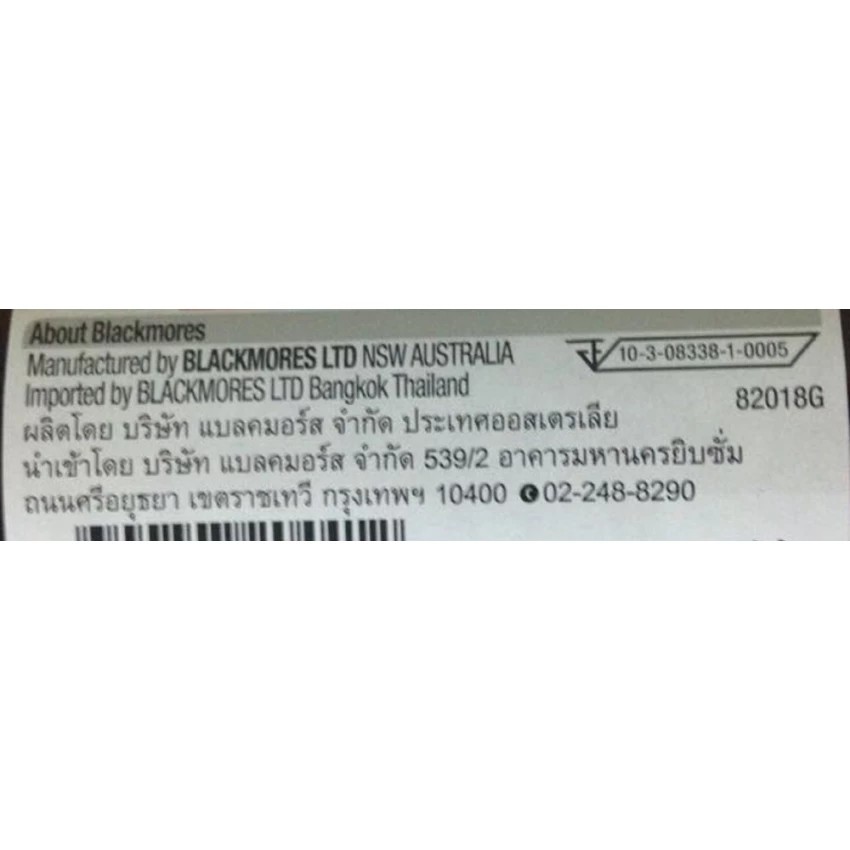 About Blackmores
Manufactured by BLACKMORES LTD NSW AUSTRALIA
10-3-08338-1-0005
Imported by BLACKMORES LTD Bangkok Thailand
82018G
ผลิตโดย บริษัท แบลคมอร์ส จำกัด ประเทศออสเตรเลีย
นำเข้าโดย บริษัท แบลคมอร์ส จำกัด 539/2 อาคารมหานครยิบซั่ม
ถนนศรีอยุธยา เขตราชเทวี กรุงเทพฯ 10400 02-248-8290